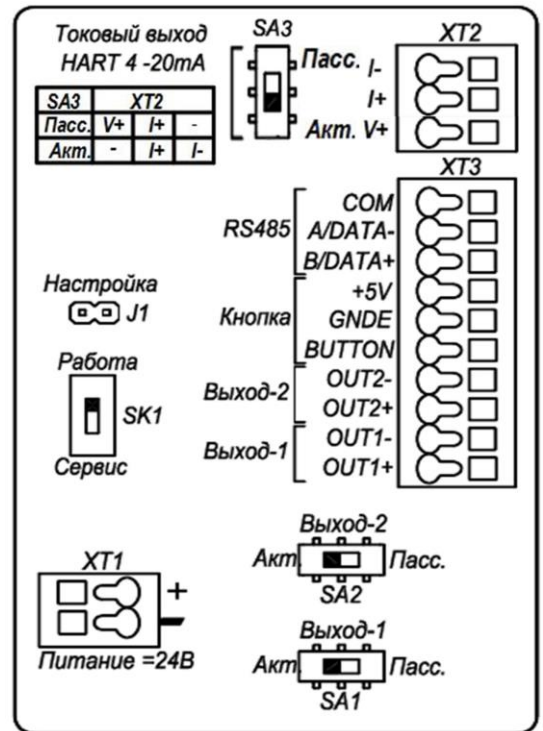 Токовый выход
HART 4 -20mA
SA3 XT2
Пасс. V+ I+ -
Акт. - I+ I-
SA3
Пасс.
Акт.
XT2
I-
I+
V+
XT3
RS485
COM
A/DATA-
B/DATA+
Кнопка
+5V
GNDE
BUTTON
Выход-2
OUT2-
OUT2+
Выход-1
OUT1-
OUT1+
Настройка
J1
Работа
SK1
Сервис
XT1
+
-
Питание =24В
Выход-2
Акт. Пасс.
SA2
Выход-1
Акт. Пасс.
SA1